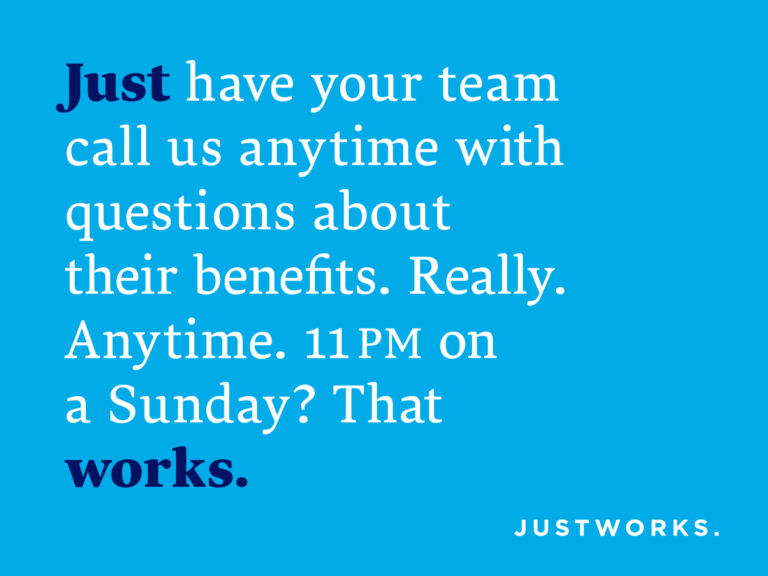 Just have your team
call us anytime with
questions about
their benefits. Really.
Anytime. 11 PM on
a Sunday? That
works.
JUSTWORKS.